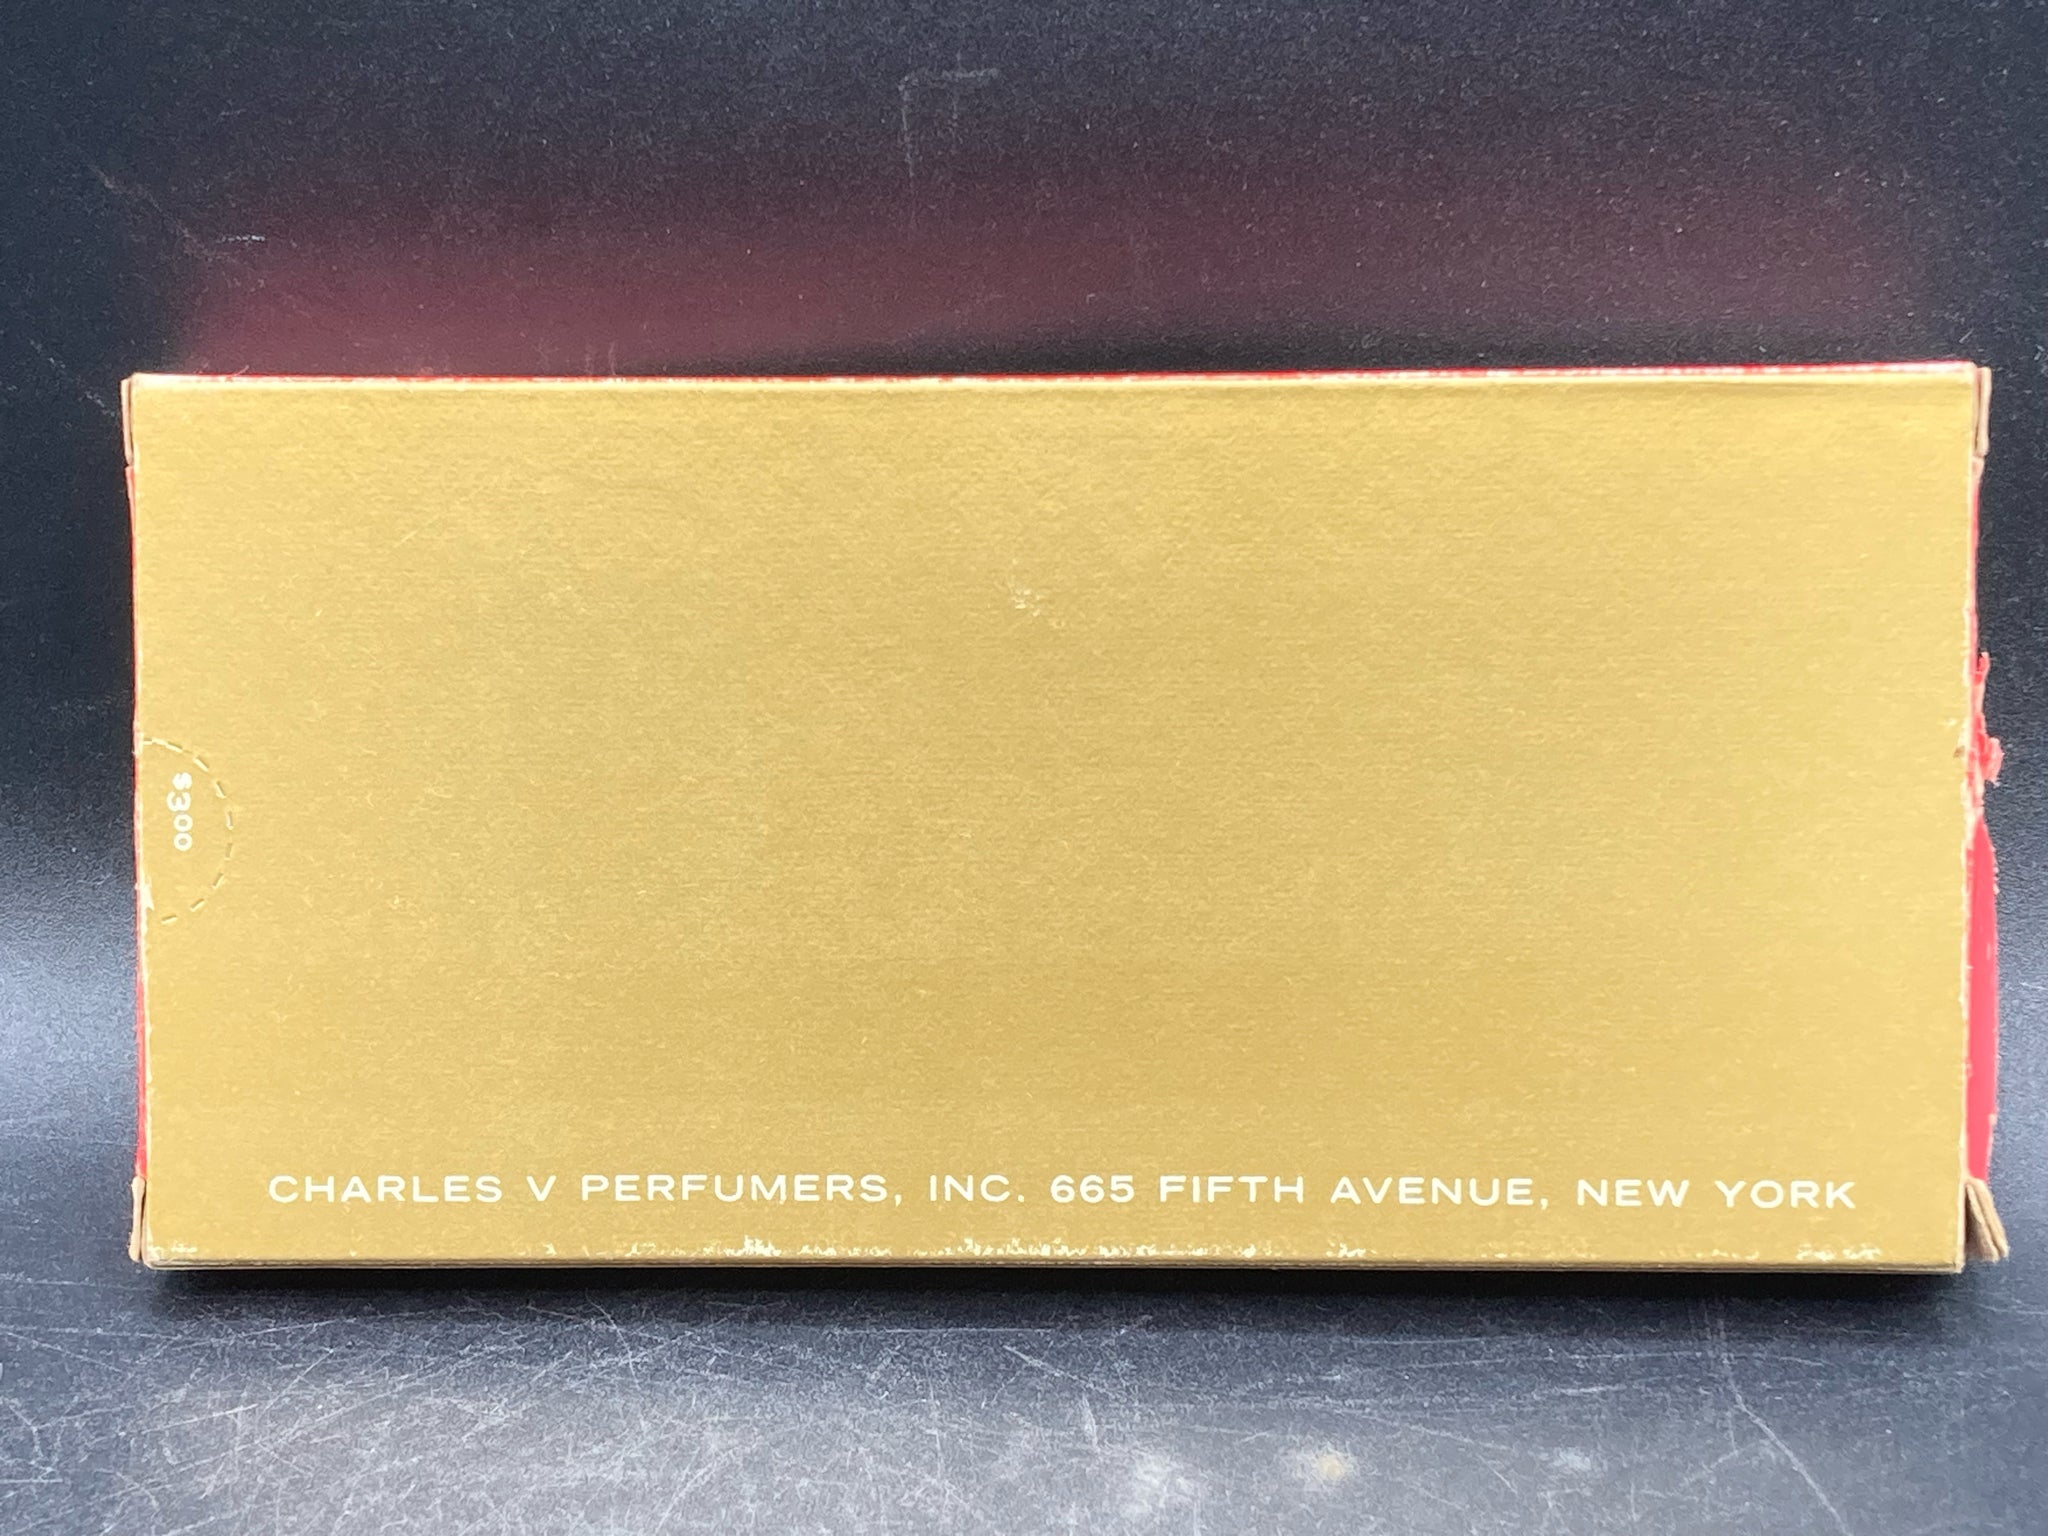 $300
CHARLES V PERFUMERS, INC. 665 FIFTH AVENUE, NEW YORK